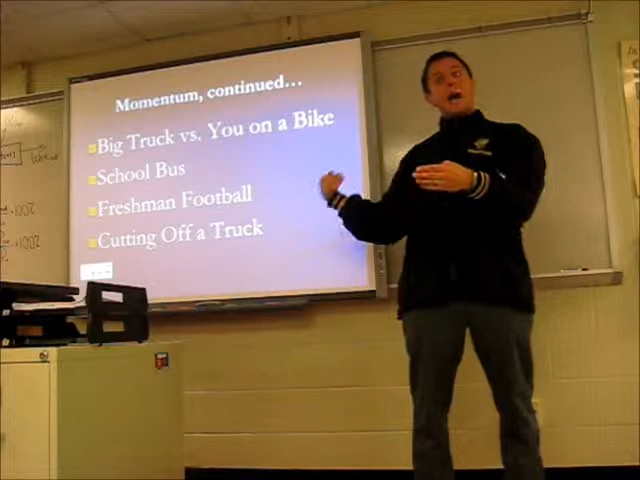 Momentum, continued…
Big Truck vs. You on a Bike
School Bus
Freshman Football
Cutting Off a Truck